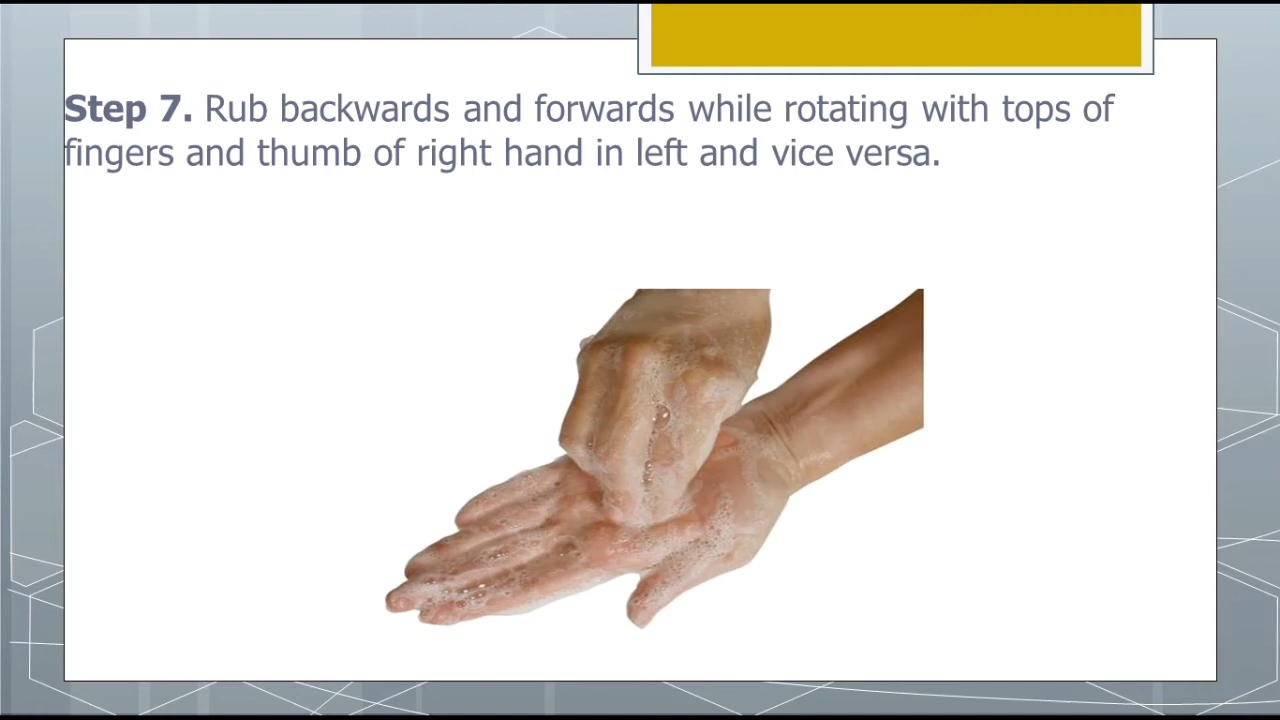 Step 7. Rub backwards and forwards while rotating with tops of
fingers and thumb of right hand in left and vice versa.